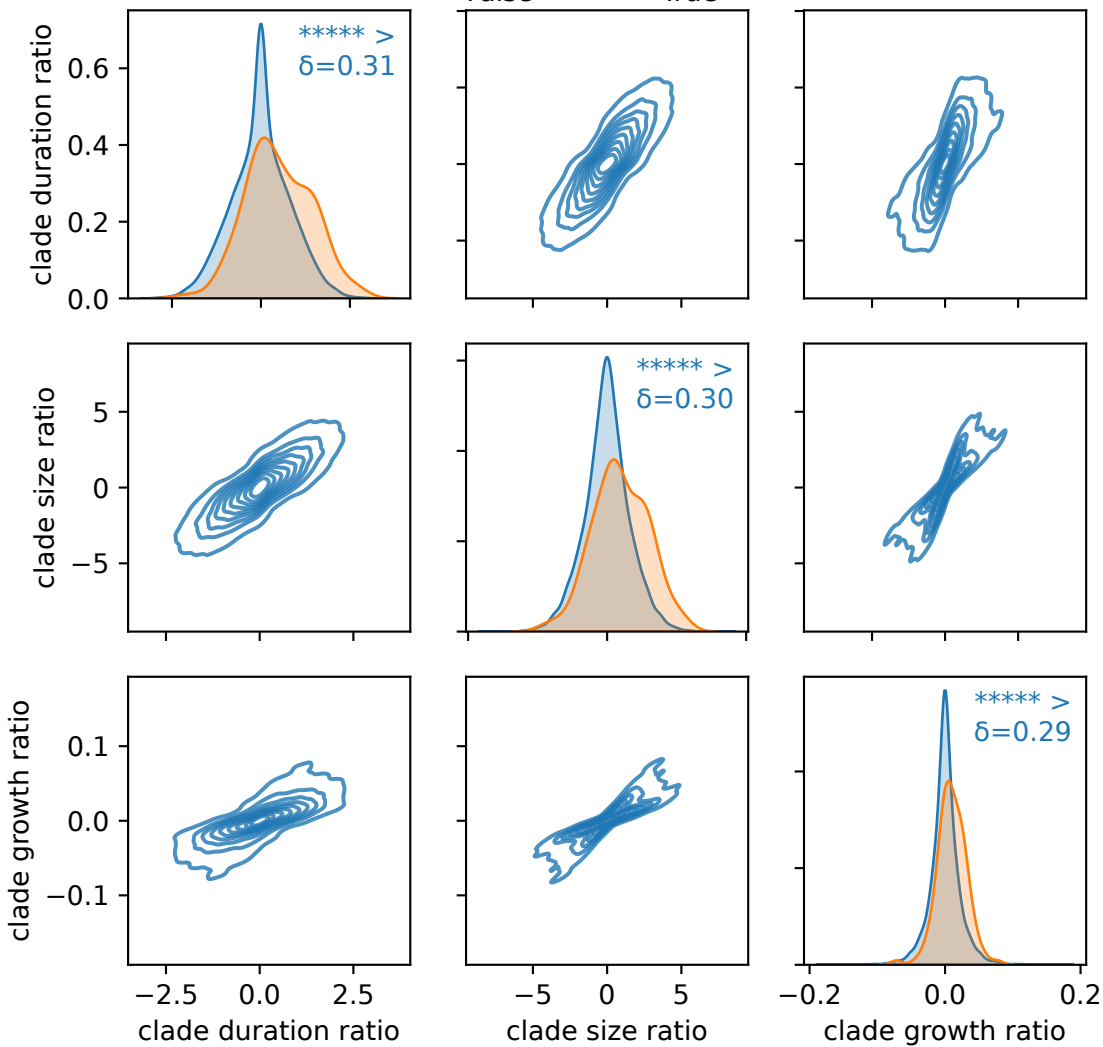 clade duration ratio
0.6
0.4
0.2
0.0
***** >
δ=0.31
clade size ratio
5
0
−5
***** >
δ=0.30
clade growth ratio
0.1
0.0
−0.1
***** >
δ=0.29
−2.5 0.0 2.5
−5 0 5
−0.2 0.0 0.2
clade duration ratio
clade size ratio
clade growth ratio